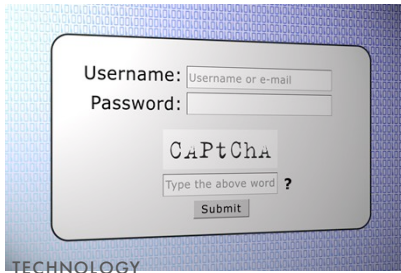 Username: Username or e-mail
Password:
CAPtChA
Type the above word ?
Submit
TECHNOLOGY